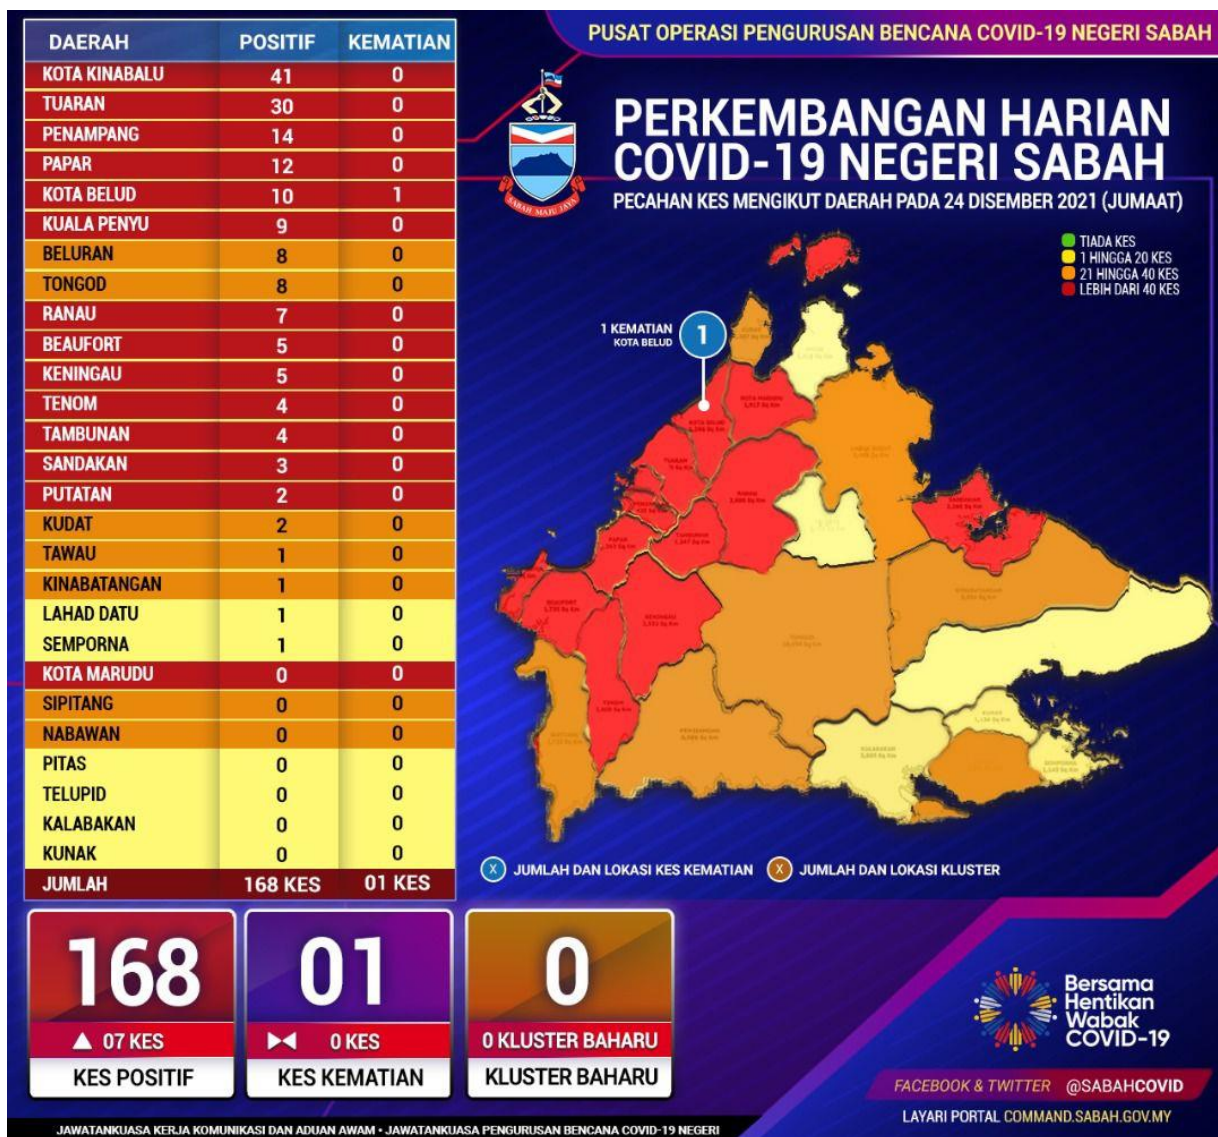 PUSAT OPERASI PENGURUSAN BENCANA COVID-19 NEGERI SABAH
DAERAH POSITIF KEMATIAN
KOTA KINABALU 41 0
TUARAN 30 0
PENAMPANG 14 0
PAPAR 12 0
KOTA BELUD 10 1
KUALA PENYU 9 0
BELURAN 8 0
TONGOD 8 0
RANAU 7 0
BEAUFORT 5 0
KENINGAU 5 0
TENOM 4 0
TAMBUNAN 4 0
SANDAKAN 3 0
PUTATAN 2 0
KUDAT 2 0
TAWAU 1 0
KINABATANGAN 1 0
LAHAD DATU 1 0
SEMPORNA 1 0
KOTA MARUDU 0 0
SIPITANG 0 0
NABAWAN 0 0
PITAS 0 0
TELUPID 0 0
KALABAKAN 0 0
KUNAK 0 0
JUMLAH 168 KES 01 KES
SABAH MAJU JAYA
PERKEMBANGAN HARIAN
COVID-19 NEGERI SABAH
PECAHAN KES MENGIKUT DAERAH PADA 24 DISEMBER 2021 (JUMAAT)
TIADA KES
1 HINGGA 20 KES
21 HINGGA 40 KES
LEBIH DARI 40 KES
1 KEMATIAN
KOTA BELUD
1
X JUMLAH DAN LOKASI KES KEMATIAN
X JUMLAH DAN LOKASI KLUSTER
168
07 KES
KES POSITIF
01
0 KES
KES KEMATIAN
0
0 KLUSTER BAHARU
KLUSTER BAHARU
Bersama
Hentikan
Wabak
COVID-19
FACEBOOK & TWITTER @SABAHCOVID
LAYARI PORTAL COMMAND.SABAH.GOV.MY
JAWATANKUASA KERJA KOMUNIKASI DAN ADUAN AWAM • JAWATANKUASA PENGURUSAN BENCANA COVID-19 NEGERI